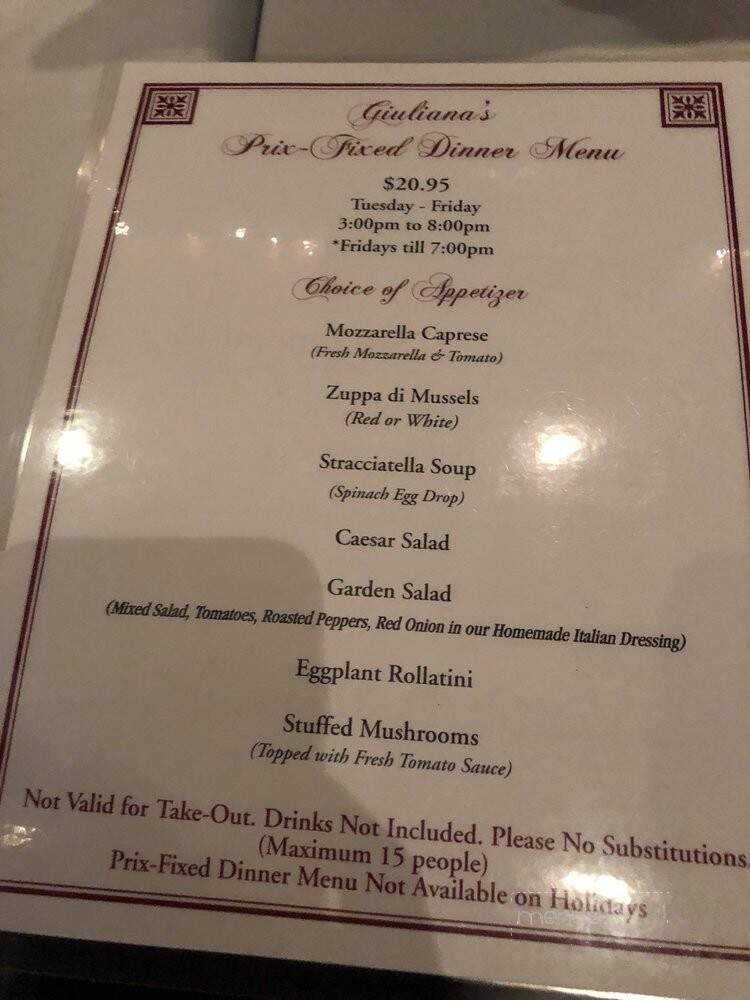 Giuliana's
Prix-Fixed Dinner Menu
$20.95
Tuesday - Friday
3:00pm to 8:00pm
*Fridays till 7:00pm
Choice of Appetizer
Mozzarella Caprese
(Fresh Mozzarella & Tomato)
Zuppa di Mussels
(Red or White)
Stracciatella Soup
(Spinach Egg Drop)
Caesar Salad
Garden Salad
(Mixed Salad, Tomatoes, Roasted Peppers, Red Onion in our Homemade Italian Dressing)
Eggplant Rollatini
Stuffed Mushrooms
(Topped with Fresh Tomato Sauce)
Not Valid for Take-Out. Drinks Not Included. Please No Substitutions.
(Maximum 15 people)
Prix-Fixed Dinner Menu Not Available on Holidays